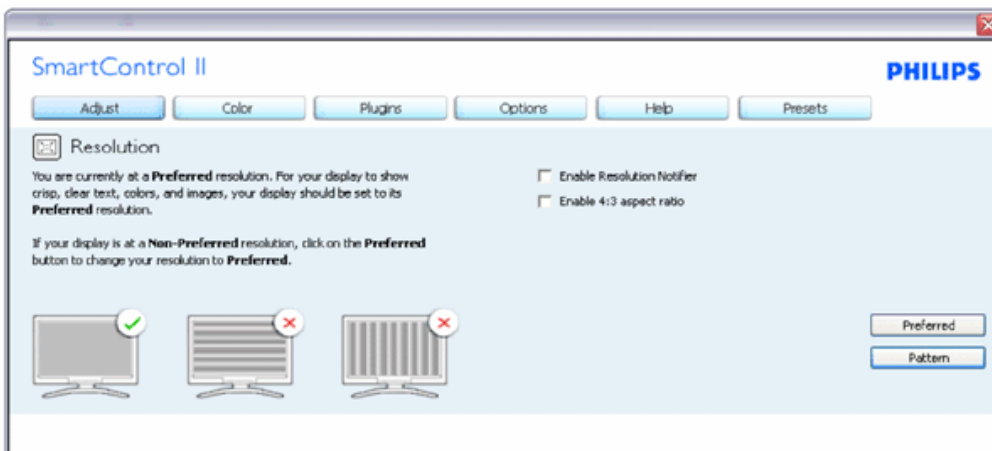 SmartControl II
PHILIPS
Adjust
Color
Plugins
Options
Help
Presets
Resolution
You are currently at a Preferred resolution. For your display to show
crisp, clear text, colors, and images, your display should be set to its
Preferred resolution.
If your display is at a Non-Preferred resolution, click on the Preferred
button to change your resolution to Preferred.
Enable Resolution Notifier
Enable 4:3 aspect ratio
Preferred
Pattern